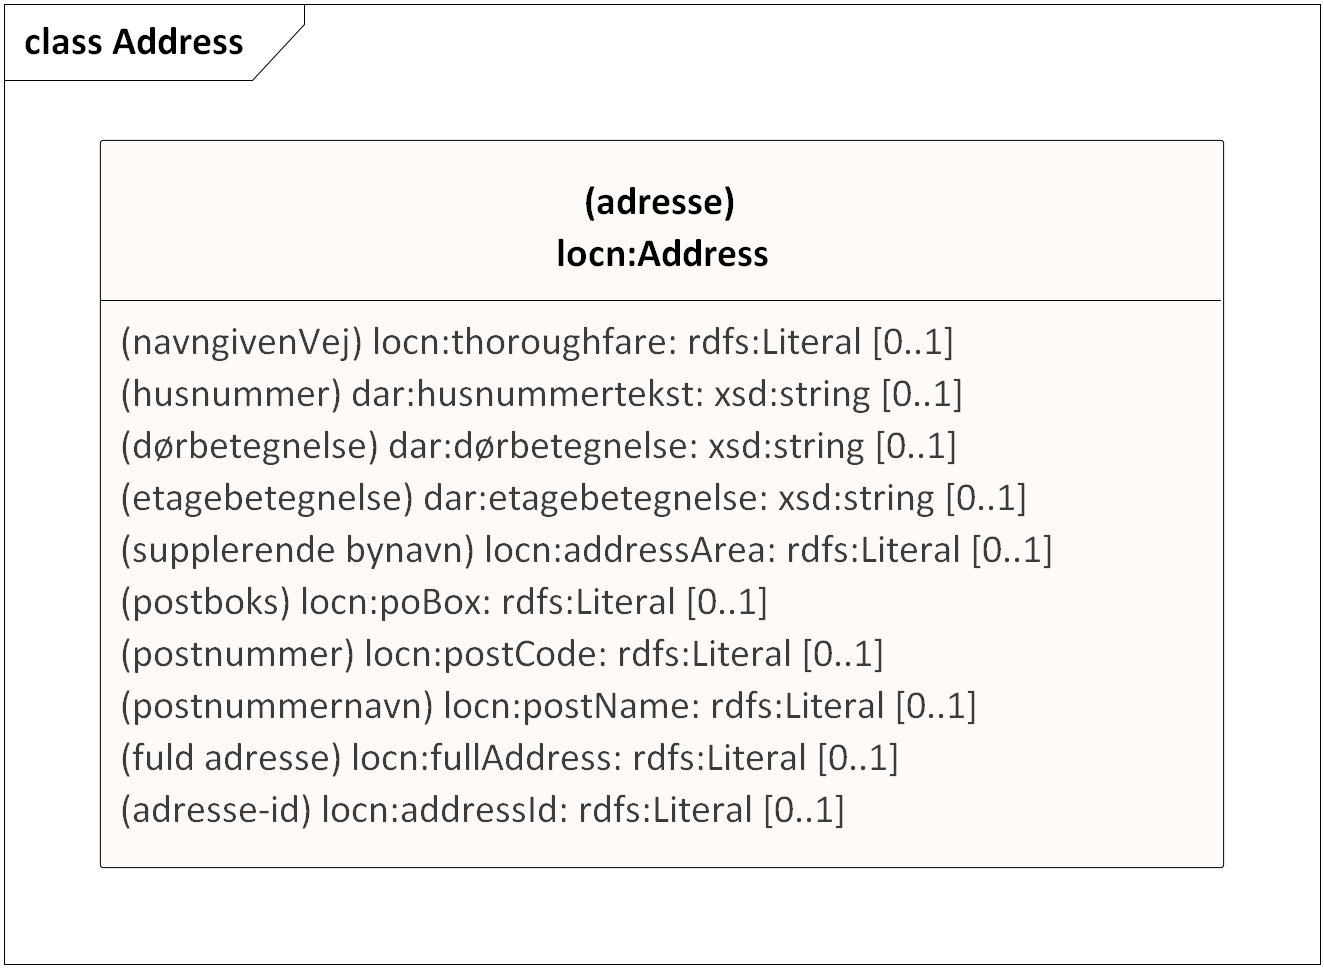 class Address
(adresse)
locn:Address
(navngivenVej) locn:thoroughfare: rdfs:Literal [0..1]
(husnummer) dar:husnummertekst: xsd:string [0..1]
(dørbetegnelse) dar:dørbetegnelse: xsd:string [0..1]
(etagebetegnelse) dar:etagebetegnelse: xsd:string [0..1]
(supplerende bynavn) locn:addressArea: rdfs:Literal [0..1]
(postboks) locn:poBox: rdfs:Literal [0..1]
(postnummer) locn:postCode: rdfs:Literal [0..1]
(postnummernavn) locn:postName: rdfs:Literal [0..1]
(fuld adresse) locn:fullAddress: rdfs:Literal [0..1]
(adresse-id) locn:addressId: rdfs:Literal [0..1]